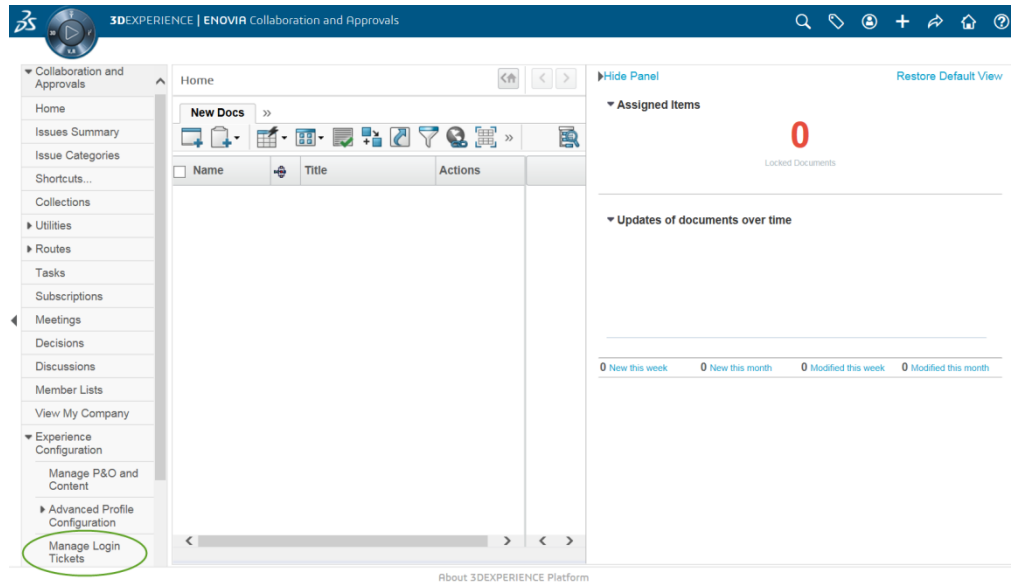 3DEXPERIENCE | ENOVIA Collaboration and Approvals
Collaboration and
Approvals
Home
Issues Summary
Issue Categories
Shortcuts...
Collections
Utilities
Routes
Tasks
Subscriptions
Meetings
Decisions
Discussions
Member Lists
View My Company
Experience
Configuration
Manage P&O and
Content
Advanced Profile
Configuration
Manage Login
Tickets
Home
New Docs »
Name Title Actions
Hide Panel Restore Default View
Assigned Items
0
Locked Documents
Updates of documents over time
0 New this week 0 New this month 0 Modified this week 0 Modified this month
About 3DEXPERIENCE Platform